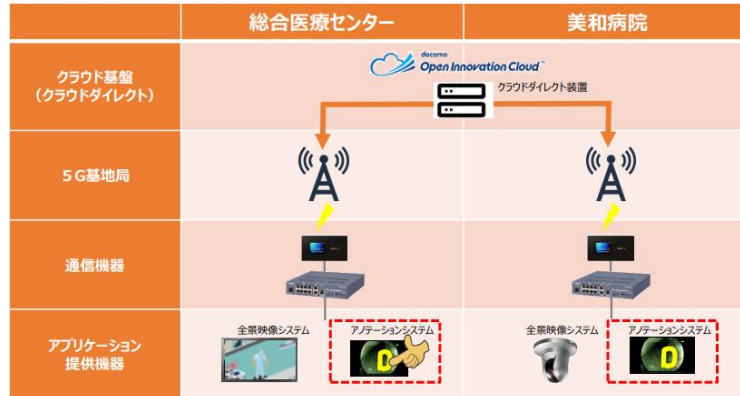 総合医療センター
美和病院
クラウド基盤
（クラウドダイレクト）
docomo
Open Innovation Cloud™
クラウドダイレクト装置
5G基地局
通信機器
アプリケーション
提供機器
全景映像システム
アノテーションシステム
D
全景映像システム
アノテーションシステム
D